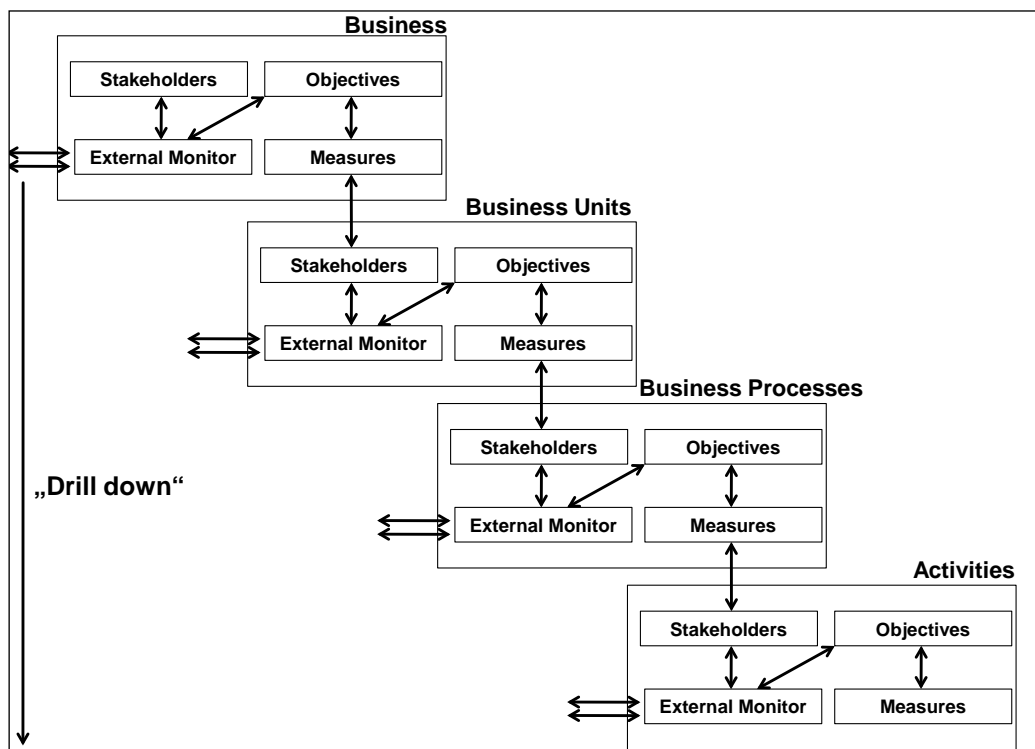 Business
Stakeholders
Objectives
External Monitor
Measures
Business Units
Stakeholders
Objectives
External Monitor
Measures
Business Processes
Stakeholders
Objectives
„Drill down“
External Monitor
Measures
Activities
Stakeholders
Objectives
External Monitor
Measures